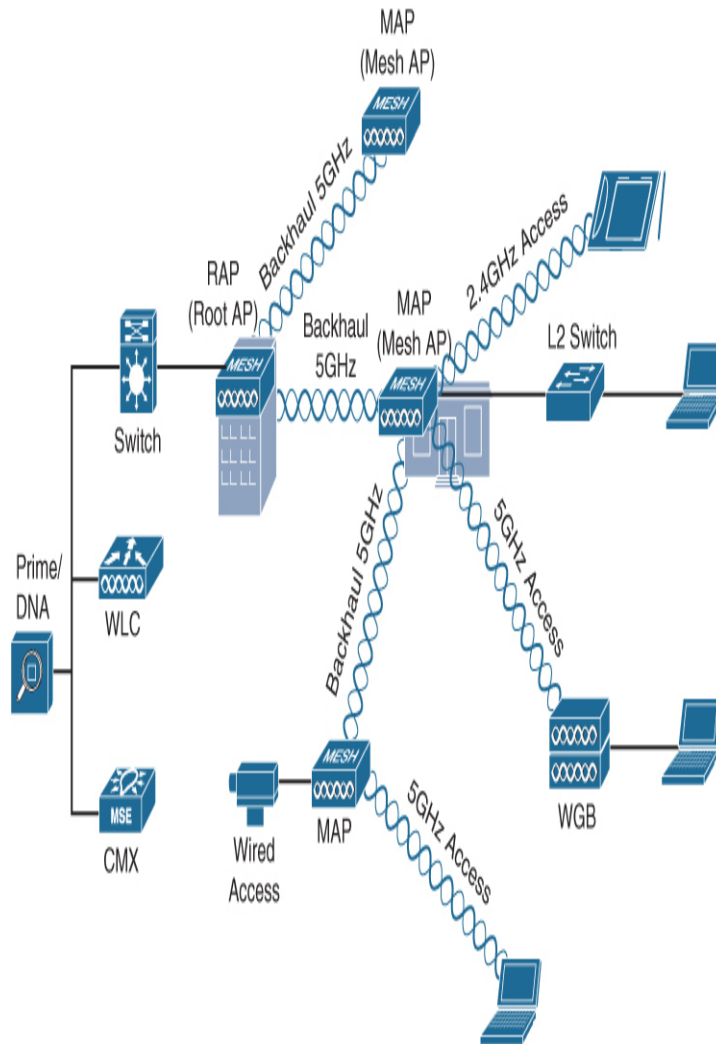 MAP
(Mesh AP)
MESH
Backhaul 5GHz
2.4GHz Access
RAP
(Root AP)
MESH
Backhaul
5GHz
MAP
(Mesh AP)
MESH
L2 Switch
Switch
Backhaul 5GHz
5GHz Access
Prime/
DNA
WLC
MESH
MAP
Wired
Access
5GHz Access
WGB
MSE
CMX